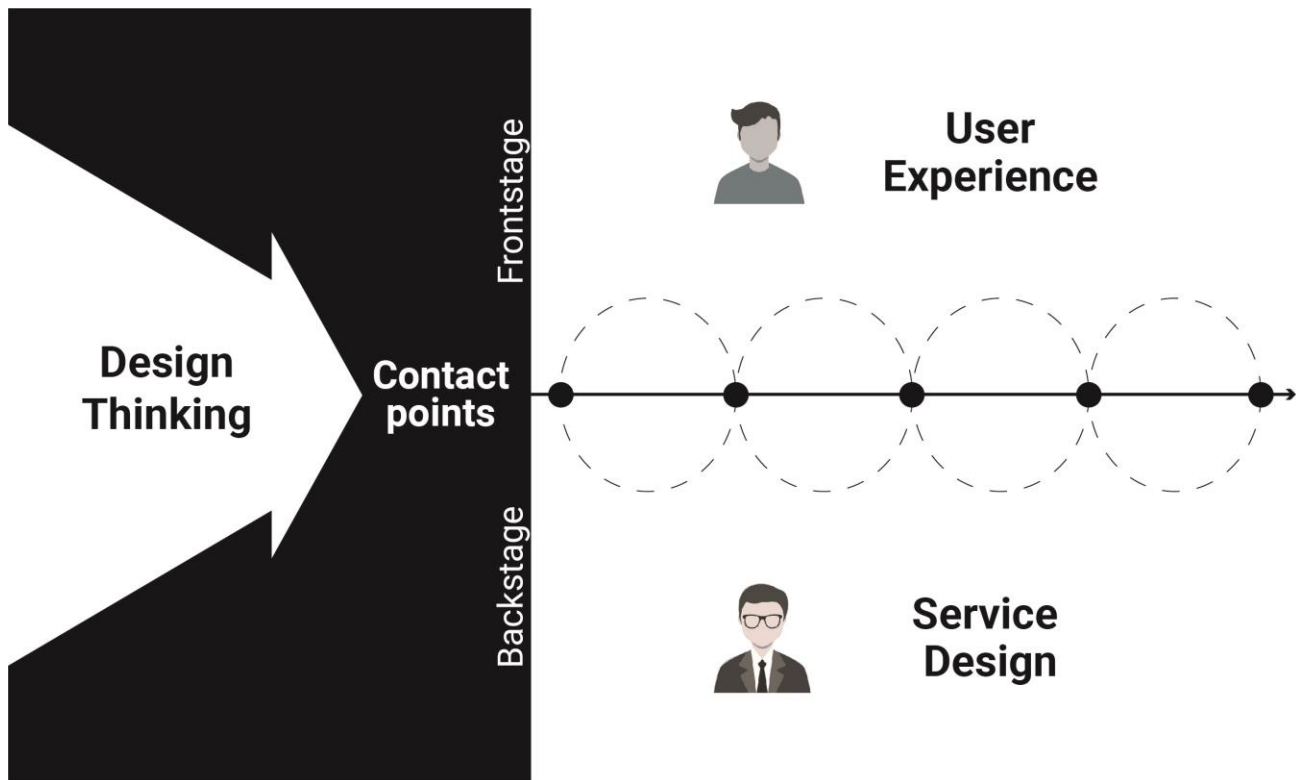 Design
Thinking
Contact
points
Frontstage
Backstage
User
Experience
Service
Design